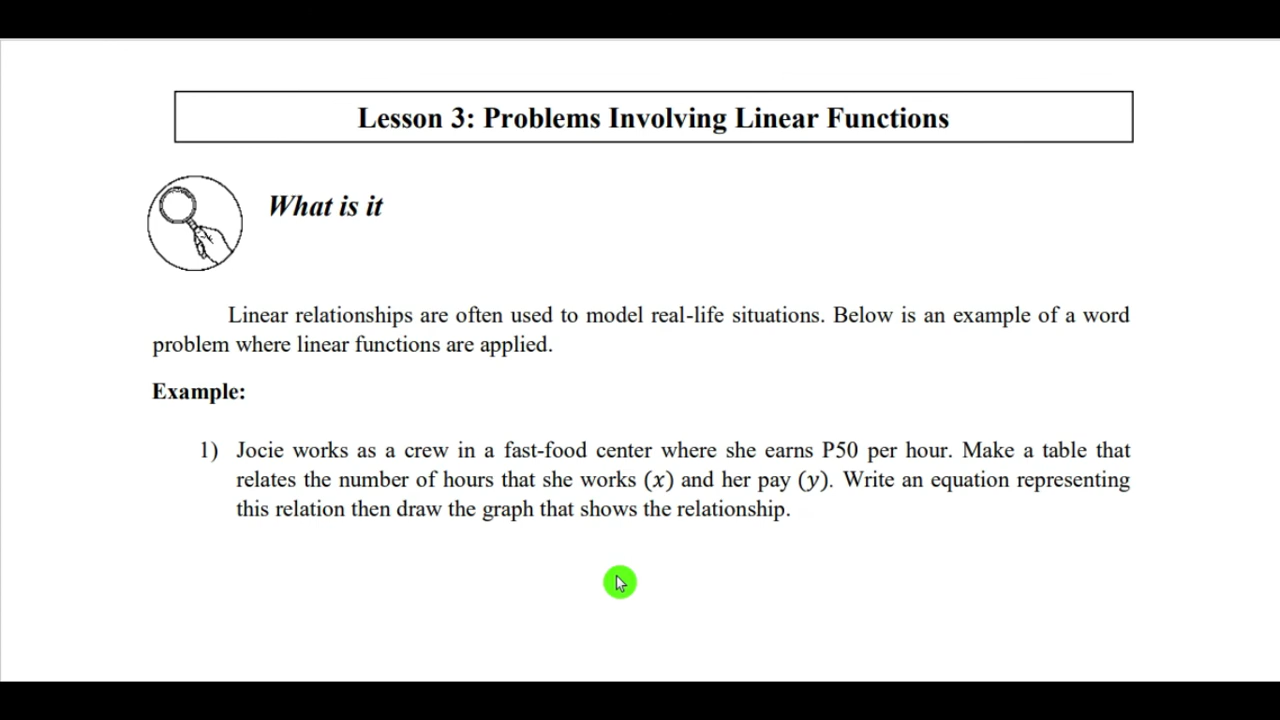 Lesson 3: Problems Involving Linear Functions
What is it
Linear relationships are often used to model real-life situations. Below is an example of a word
problem where linear functions are applied.
Example:
1) Jocie works as a crew in a fast-food center where she earns P50 per hour. Make a table that
relates the number of hours that she works (x) and her pay (y). Write an equation representing
this relation then draw the graph that shows the relationship.